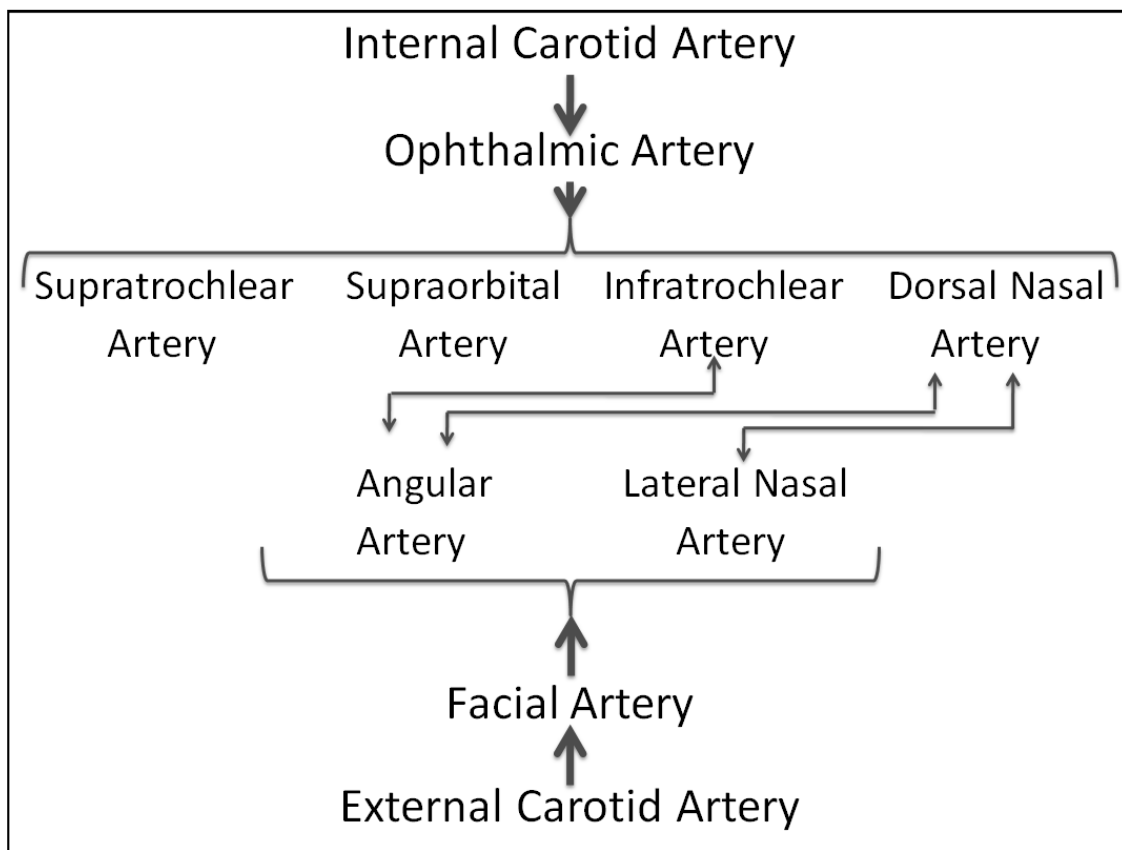 Internal Carotid Artery
Ophthalmic Artery
Supratrochlear Supraorbital Infratrochlear Dorsal Nasal
Artery Artery Artery Artery
Angular Lateral Nasal
Artery Artery
Facial Artery
External Carotid Artery